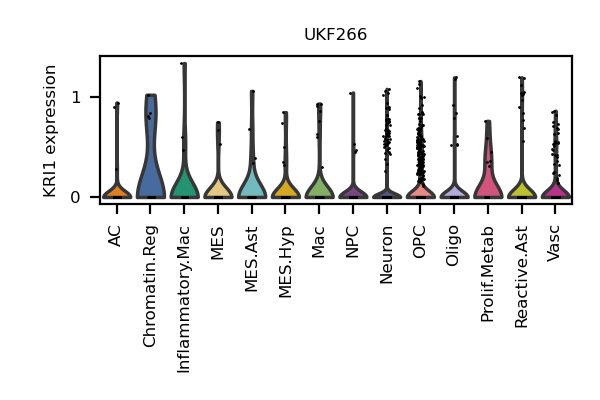 UKF266
KRI1 expression
1
0
AC
Chromatin.Reg
Inflammatory.Mac
MES
MES.Ast
MES.Hyp
Mac
NPC
Neuron
OPC
Oligo
Prolif.Metab
Reactive.Ast
Vasc